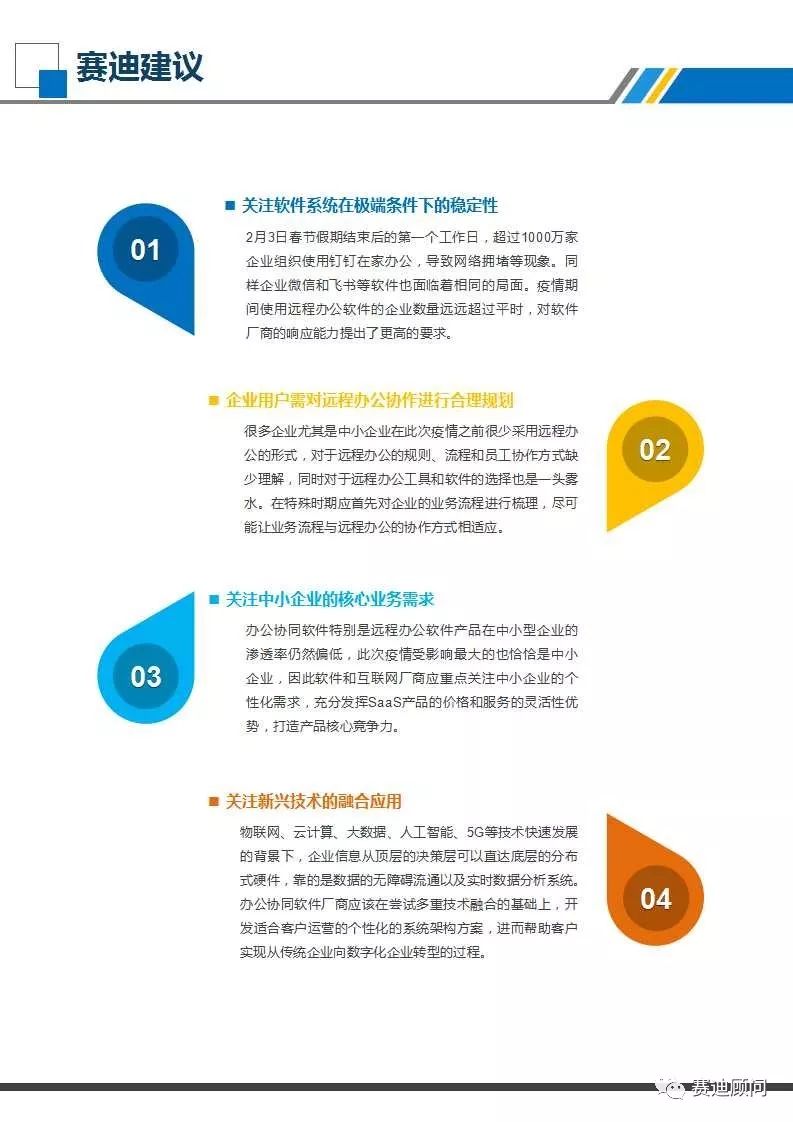 赛迪建议
01
■ 关注软件系统在极端条件下的稳定性
2月3日春节假期结束后的第一个工作日，超过1000万家
企业组织使用钉钉在家办公，导致网络拥堵等现象。同
样企业微信和飞书等软件也面临着相同的局面。疫情期
间使用远程办公软件的企业数量远远超过平时，对软件
厂商的响应能力提出了更高的要求。
■ 企业用户需对远程办公协作进行合理规划
很多企业尤其是中小企业在此次疫情之前很少采用远程办
公的形式，对于远程办公的规则、流程和员工协作方式缺
少理解，同时对于远程办公工具和软件的选择也是一头雾
水。在特殊时期应首先对企业的业务流程进行梳理，尽可
能让业务流程与远程办公的协作方式相适应。
02
■ 关注中小企业的核心业务需求
03
办公协同软件特别是远程办公软件产品在中小型企业的
渗透率仍然偏低，此次疫情受影响最大的也恰恰是中小
企业，因此软件和互联网厂商应重点关注中小企业的个
性化需求，充分发挥SaaS产品的价格和服务的灵活性优
势，打造产品核心竞争力。
■ 关注新兴技术的融合应用
物联网、云计算、大数据、人工智能、5G等技术快速发展
的背景下，企业信息从顶层的决策层可以直达底层的分布
式硬件，靠的是数据的无障碍流通以及实时数据分析系统。
办公协同软件厂商应该在尝试多重技术融合的基础上，开
发适合客户运营的个性化的系统架构方案，进而帮助客户
实现从传统企业向数字化企业转型的过程。
04
赛迪顾问